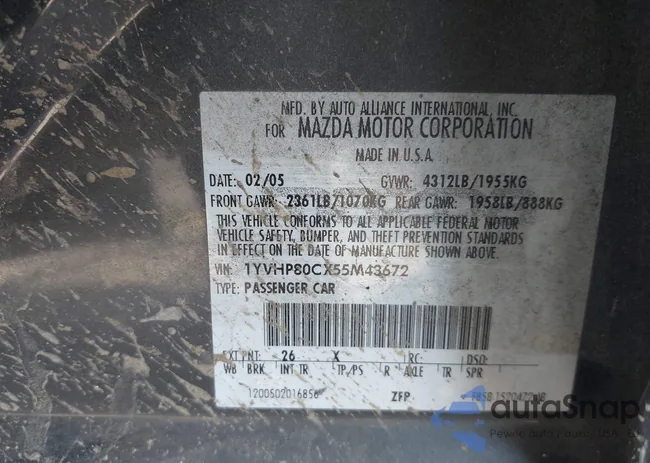 MFD. BY AUTO ALLIANCE INTERNATIONAL, INC.
FOR MAZDA MOTOR CORPORATION
MADE IN U.S.A.
DATE: 02/05 GVWR: 4312LB/1955KG
FRONT GAWR: 2361LB/1070KG REAR GAWR: 1958LB/888KG
THIS VEHICLE CONFORMS TO ALL APPLICABLE FEDERAL MOTOR
VEHICLE SAFETY, BUMPER, AND THEFT PREVENTION STANDARDS
IN EFFECT ON THE DATE OF MANUFACTURE SHOWN ABOVE.
VIN: 1YVHP80CX55M43672
TYPE: PASSENGER CAR
EXT PNT: 26 X RC: DSO:
WB BRK INT TR TP/PS R AXLE TR SPR
1200502016856 ZFP
autoSnap